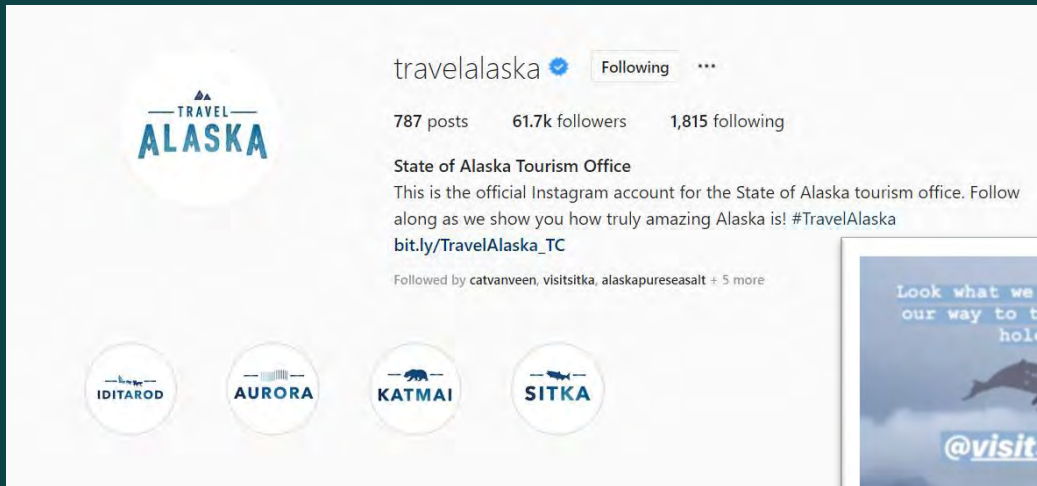 TRAVEL
ALASKA
travelalaska Following ...
787 posts 61.7k followers 1,815 following
State of Alaska Tourism Office
This is the official Instagram account for the State of Alaska tourism office. Follow
along as we show you how truly amazing Alaska is! #TravelAlaska
bit.ly/TravelAlaska_TC
Followed by catvanveen, visitsitka, alaskapureseasalt + 5 more
IDITAROD
AURORA
KATMAI
SITKA
Look what we
our way to t
hol
@visit